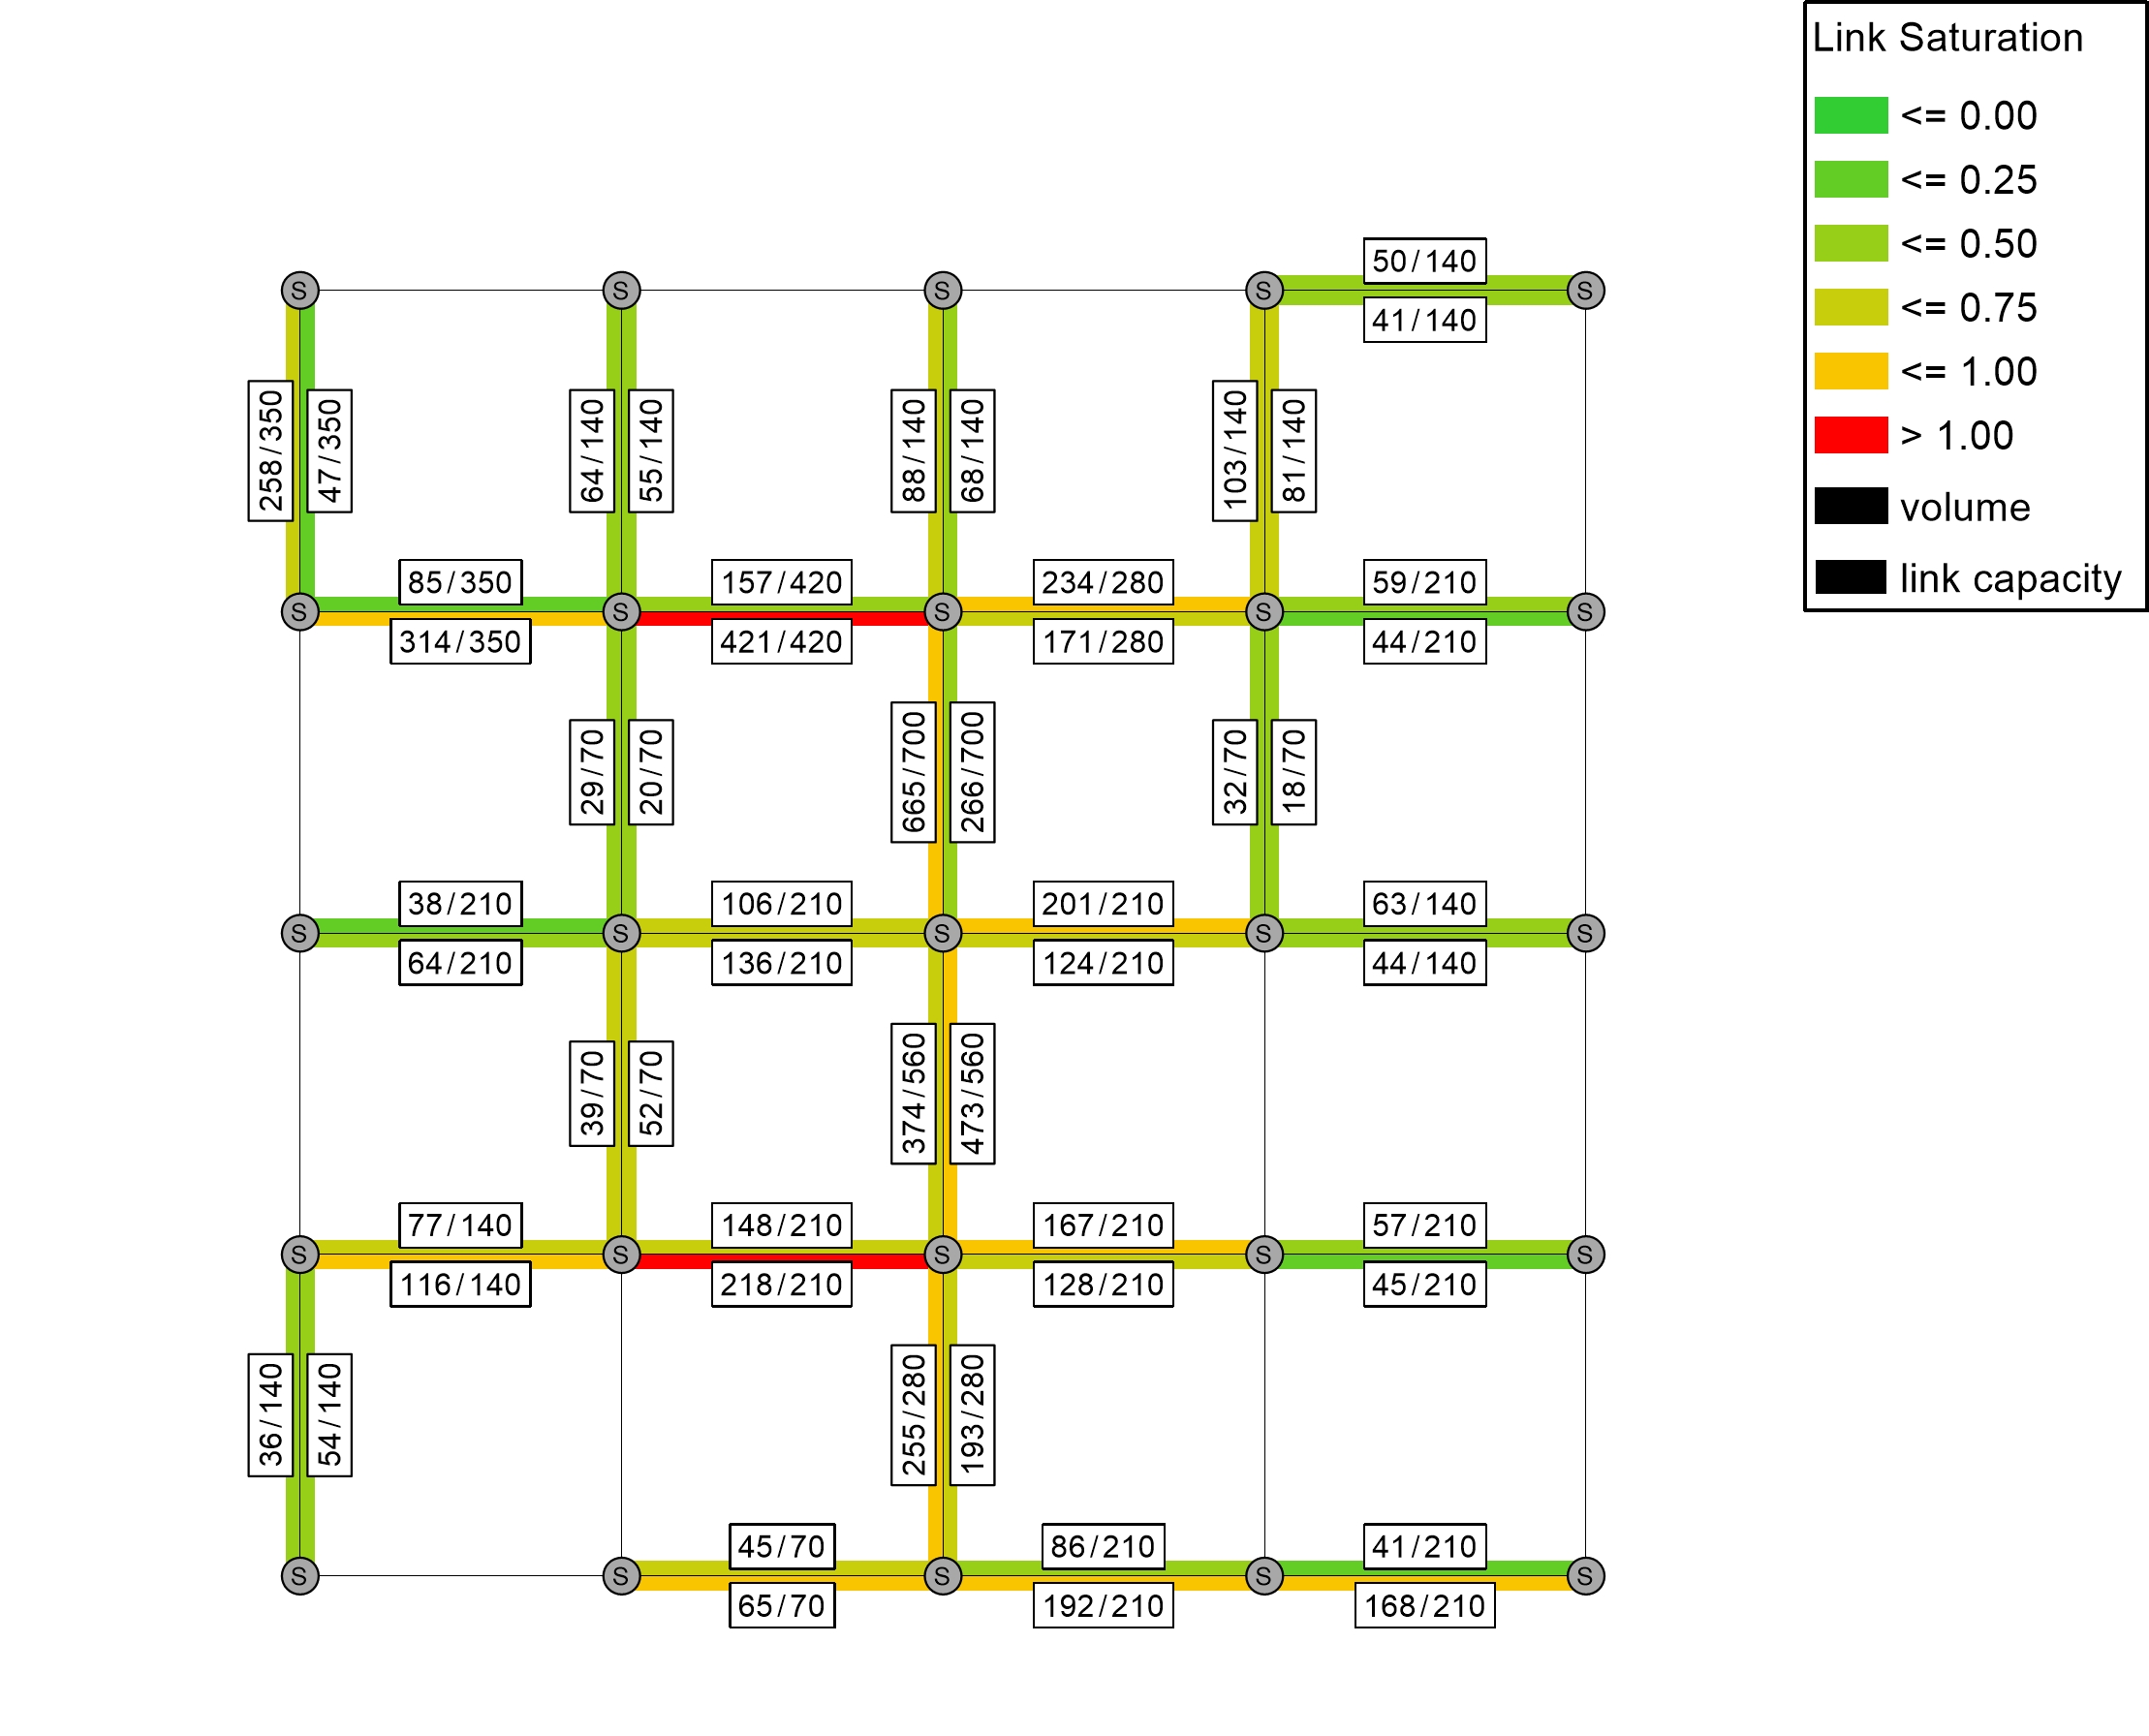 Link Saturation
<= 0.00
<= 0.25
<= 0.50
<= 0.75
<= 1.00
> 1.00
volume
link capacity
50/140
S
S
S
S
S
41/140
258/350
47/350
64/140
55/140
88/140
68/140
103/140
81/140
85/350
157/420
234/280
59/210
S
S
S
S
S
314/350
421/420
171/280
44/210
29/70
20/70
665/700
266/700
32/70
18/70
38/210
106/210
201/210
63/140
S
S
S
S
S
64/210
136/210
124/210
44/140
39/70
52/70
374/560
473/560
77/140
148/210
167/210
57/210
S
S
S
S
S
116/140
218/210
128/210
45/210
36/140
54/140
255/280
193/280
45/70
86/210
41/210
S
S
S
S
S
65/70
192/210
168/210